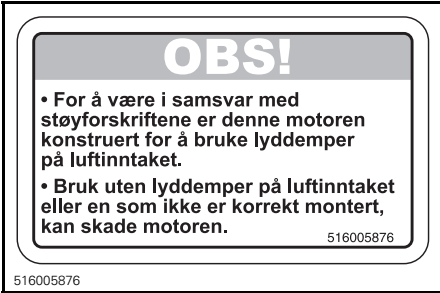 OBS!
• For å være i samsvar med
støyforskriftene er denne motoren
konstruert for å bruke lyddemper
på luftinntaket.
• Bruk uten lyddemper på luftinntaket
eller en som ikke er korrekt montert,
kan skade motoren.
516005876
516005876